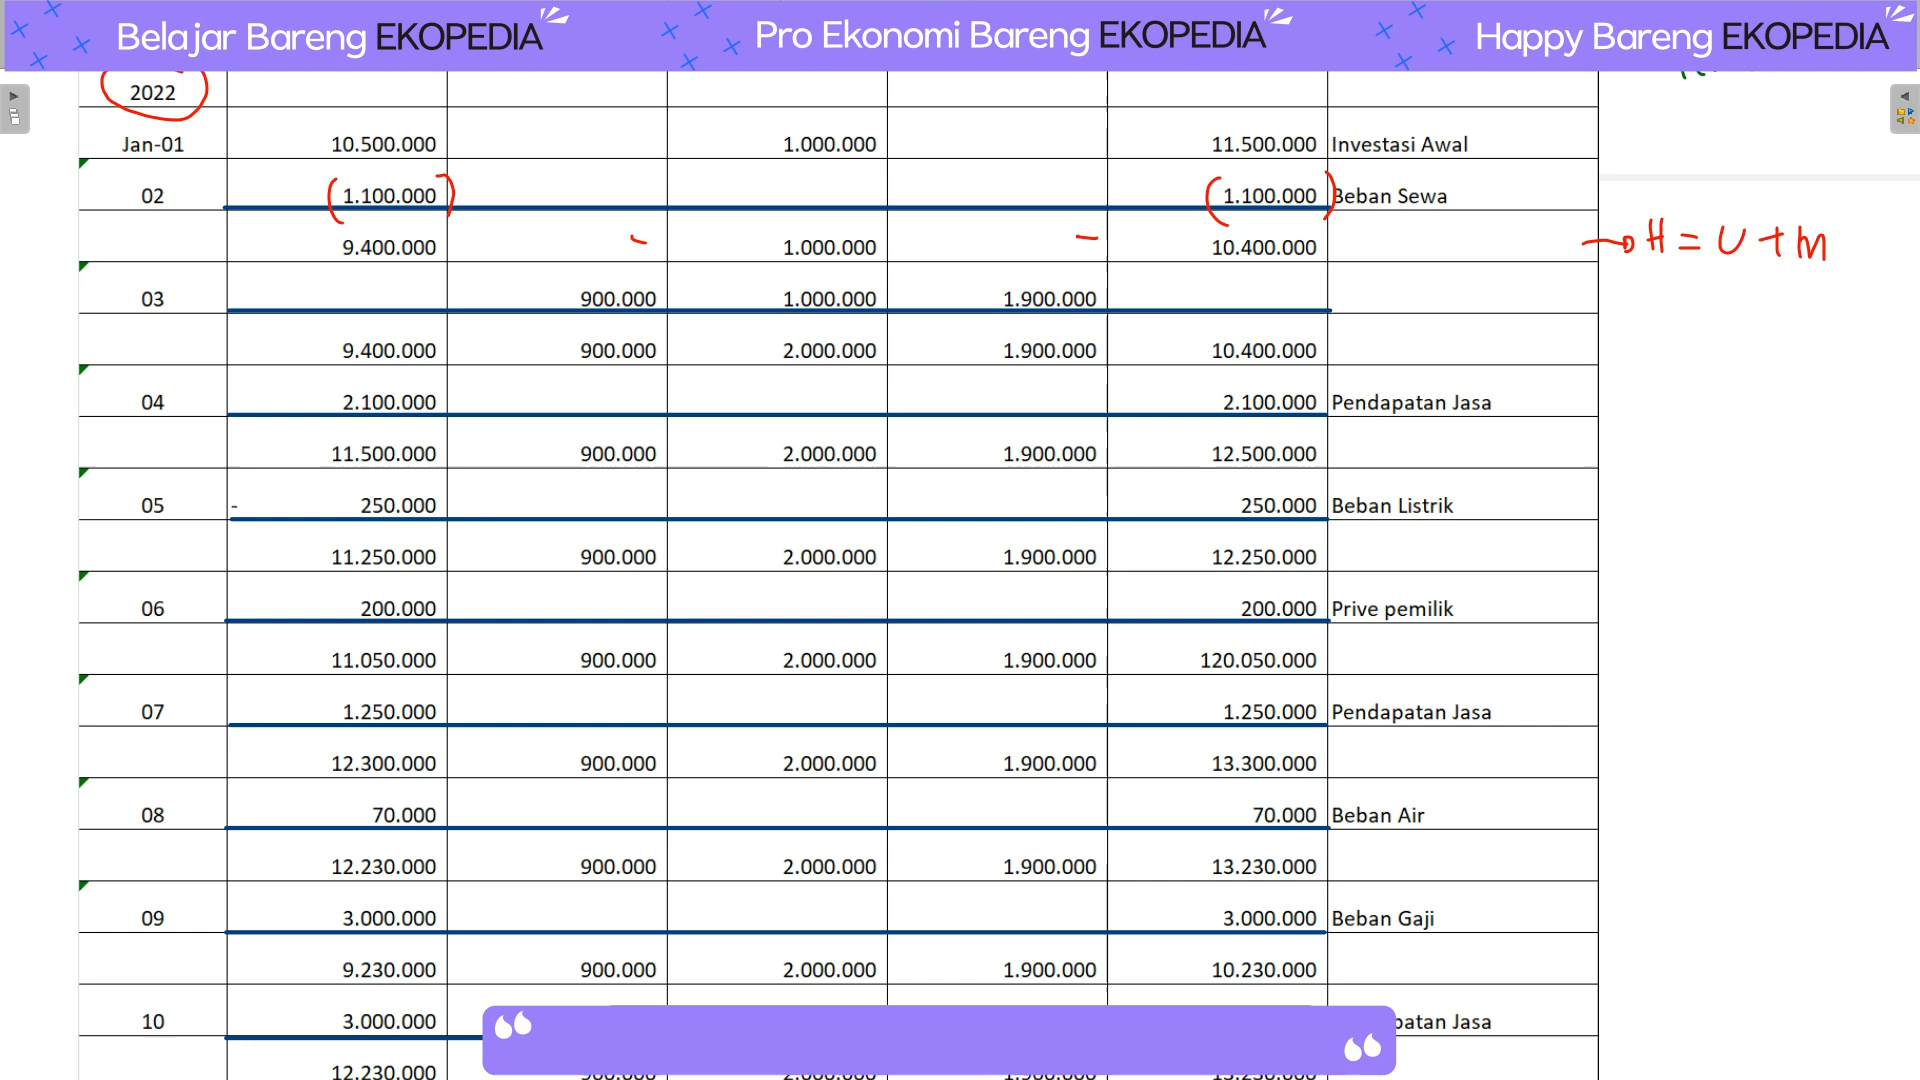 Belajar Bareng EKOPEDIA Pro Ekonomi Bareng EKOPEDIA Happy Bareng EKOPEDIA
2022
Jan-01 10.500.000 1.000.000 11.500.000 Investasi Awal
02 (1.100.000) (1.100.000) Beban Sewa
9.400.000 - 1.000.000 - 10.400.000 H = U + M
03 900.000 1.000.000 1.900.000
9.400.000 900.000 2.000.000 1.900.000 10.400.000
04 2.100.000 2.100.000 Pendapatan Jasa
11.500.000 900.000 2.000.000 1.900.000 12.500.000
05 - 250.000 250.000 Beban Listrik
11.250.000 900.000 2.000.000 1.900.000 12.250.000
06 200.000 200.000 Prive pemilik
11.050.000 900.000 2.000.000 1.900.000 120.050.000
07 1.250.000 1.250.000 Pendapatan Jasa
12.300.000 900.000 2.000.000 1.900.000 13.300.000
08 70.000 70.000 Beban Air
12.230.000 900.000 2.000.000 1.900.000 13.230.000
09 3.000.000 3.000.000 Beban Gaji
9.230.000 900.000 2.000.000 1.900.000 10.230.000
10 3.000.000 patan Jasa
12.230.000